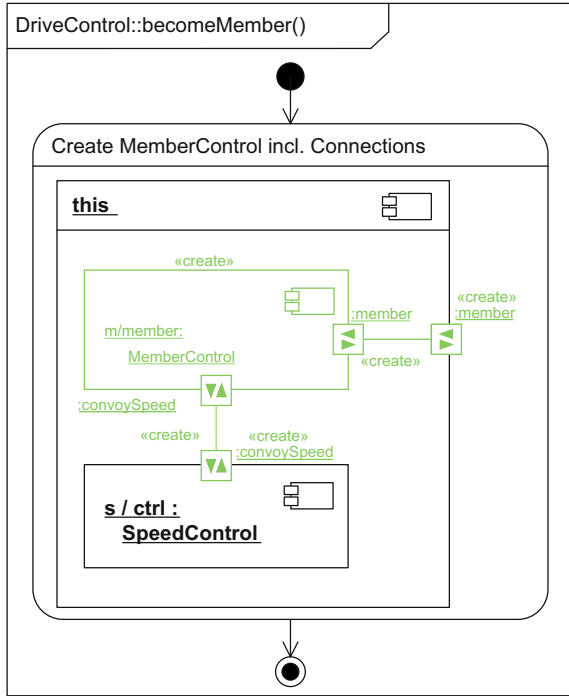 DriveControl::becomeMember()
Create MemberControl incl. Connections
this
«create»
«create»
:member
:member
m/member:
MemberControl
«create»
:convoySpeed
«create»
«create»
:convoySpeed
s / ctrl :
SpeedControl